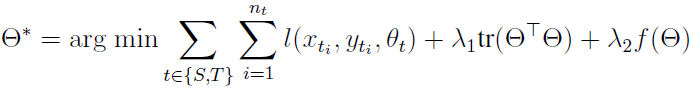 Θ* = arg min ∑_{t∈{S,T}} ∑_{i=1}^{n_t} l(x_{t_i}, y_{t_i}, θ_t) + λ_1 tr(Θ^⊤Θ) + λ_2 f(Θ)